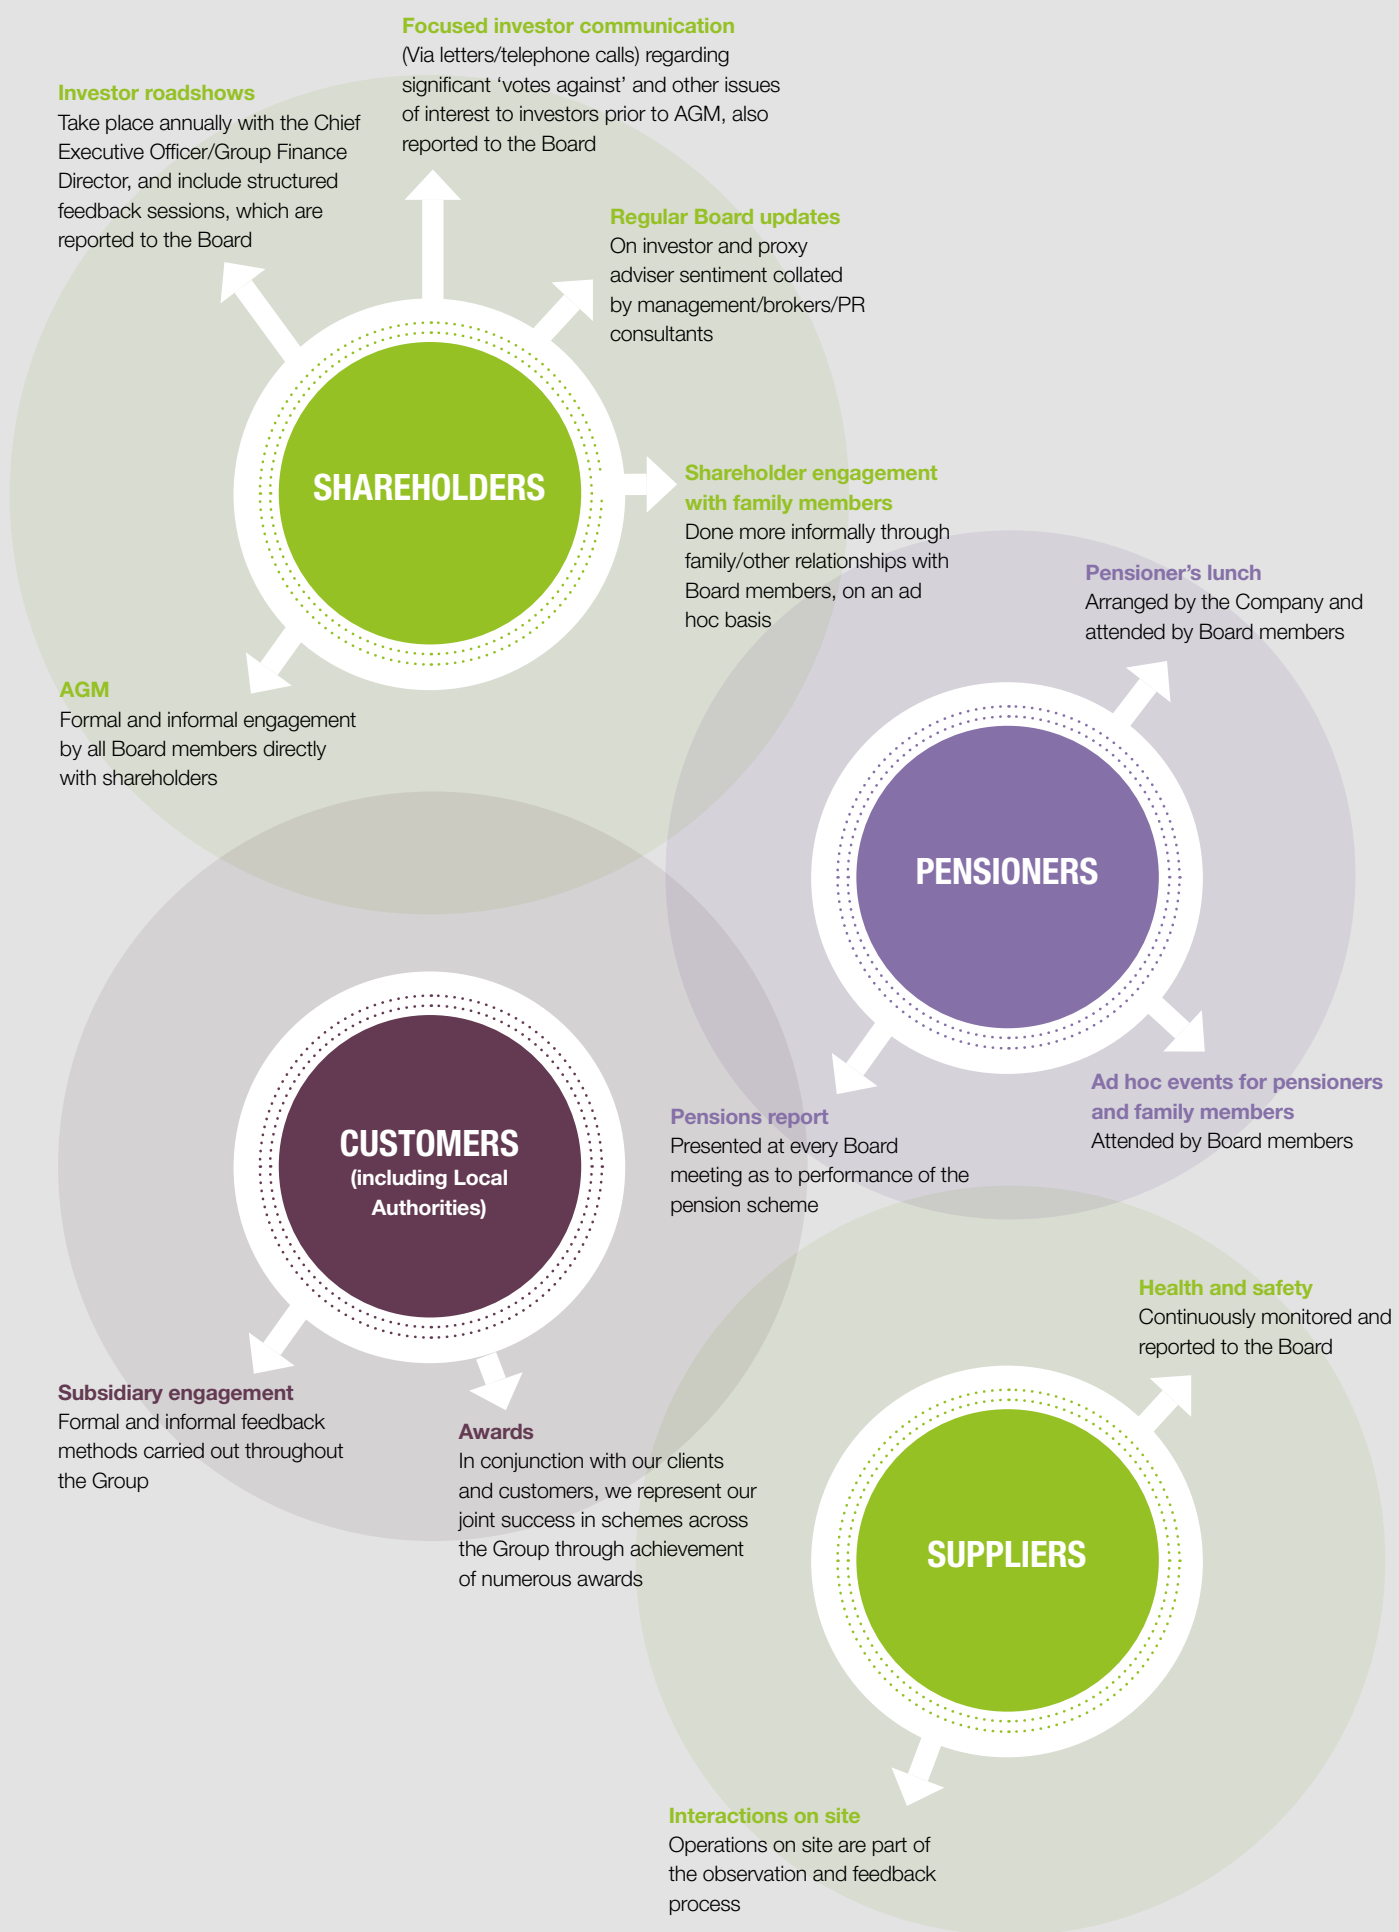 Focused investor communication
(Via letters/telephone calls) regarding
significant ‘votes against’ and other issues
of interest to investors prior to AGM, also
reported to the Board
Investor roadshows
Take place annually with the Chief
Executive Officer/Group Finance
Director, and include structured
feedback sessions, which are
reported to the Board
Regular Board updates
On investor and proxy
adviser sentiment collated
by management/brokers/PR
consultants
SHAREHOLDERS
Shareholder engagement
with family members
Done more informally through
family/other relationships with
Board members, on an ad
hoc basis
AGM
Formal and informal engagement
by all Board members directly
with shareholders
Pensioner’s lunch
Arranged by the Company and
attended by Board members
PENSIONERS
Ad hoc events for pensioners
and family members
Attended by Board members
Pensions report
Presented at every Board
meeting as to performance of the
pension scheme
CUSTOMERS
(including Local
Authorities)
Subsidiary engagement
Formal and informal feedback
methods carried out throughout
the Group
Awards
In conjunction with our clients
and customers, we represent our
joint success in schemes across
the Group through achievement
of numerous awards
Health and safety
Continuously monitored and
reported to the Board
SUPPLIERS
Interactions on site
Operations on site are part of
the observation and feedback
process